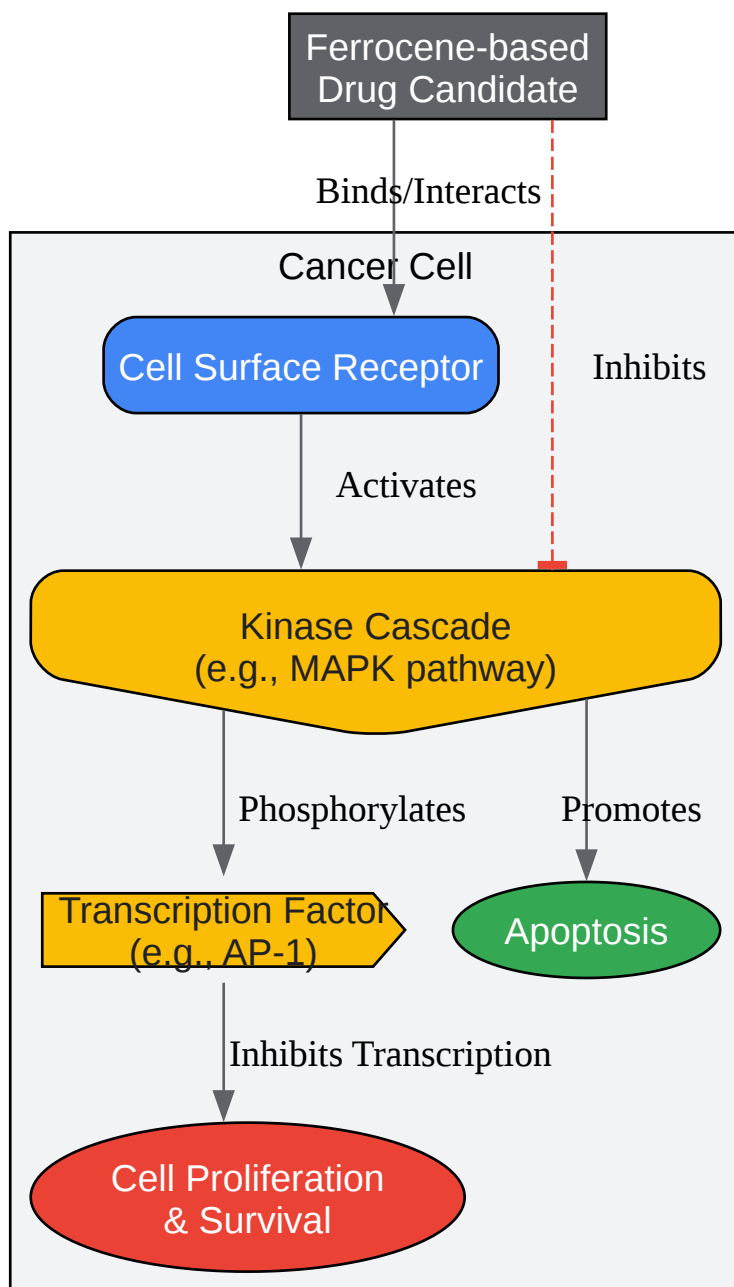 Ferrocene-based
Drug Candidate
Binds/Interacts
Cancer Cell
Cell Surface Receptor
Inhibits
Activates
Kinase Cascade
(e.g., MAPK pathway)
Phosphorylates
Promotes
Transcription Factor
(e.g., AP-1)
Apoptosis
Inhibits Transcription
Cell Proliferation
& Survival